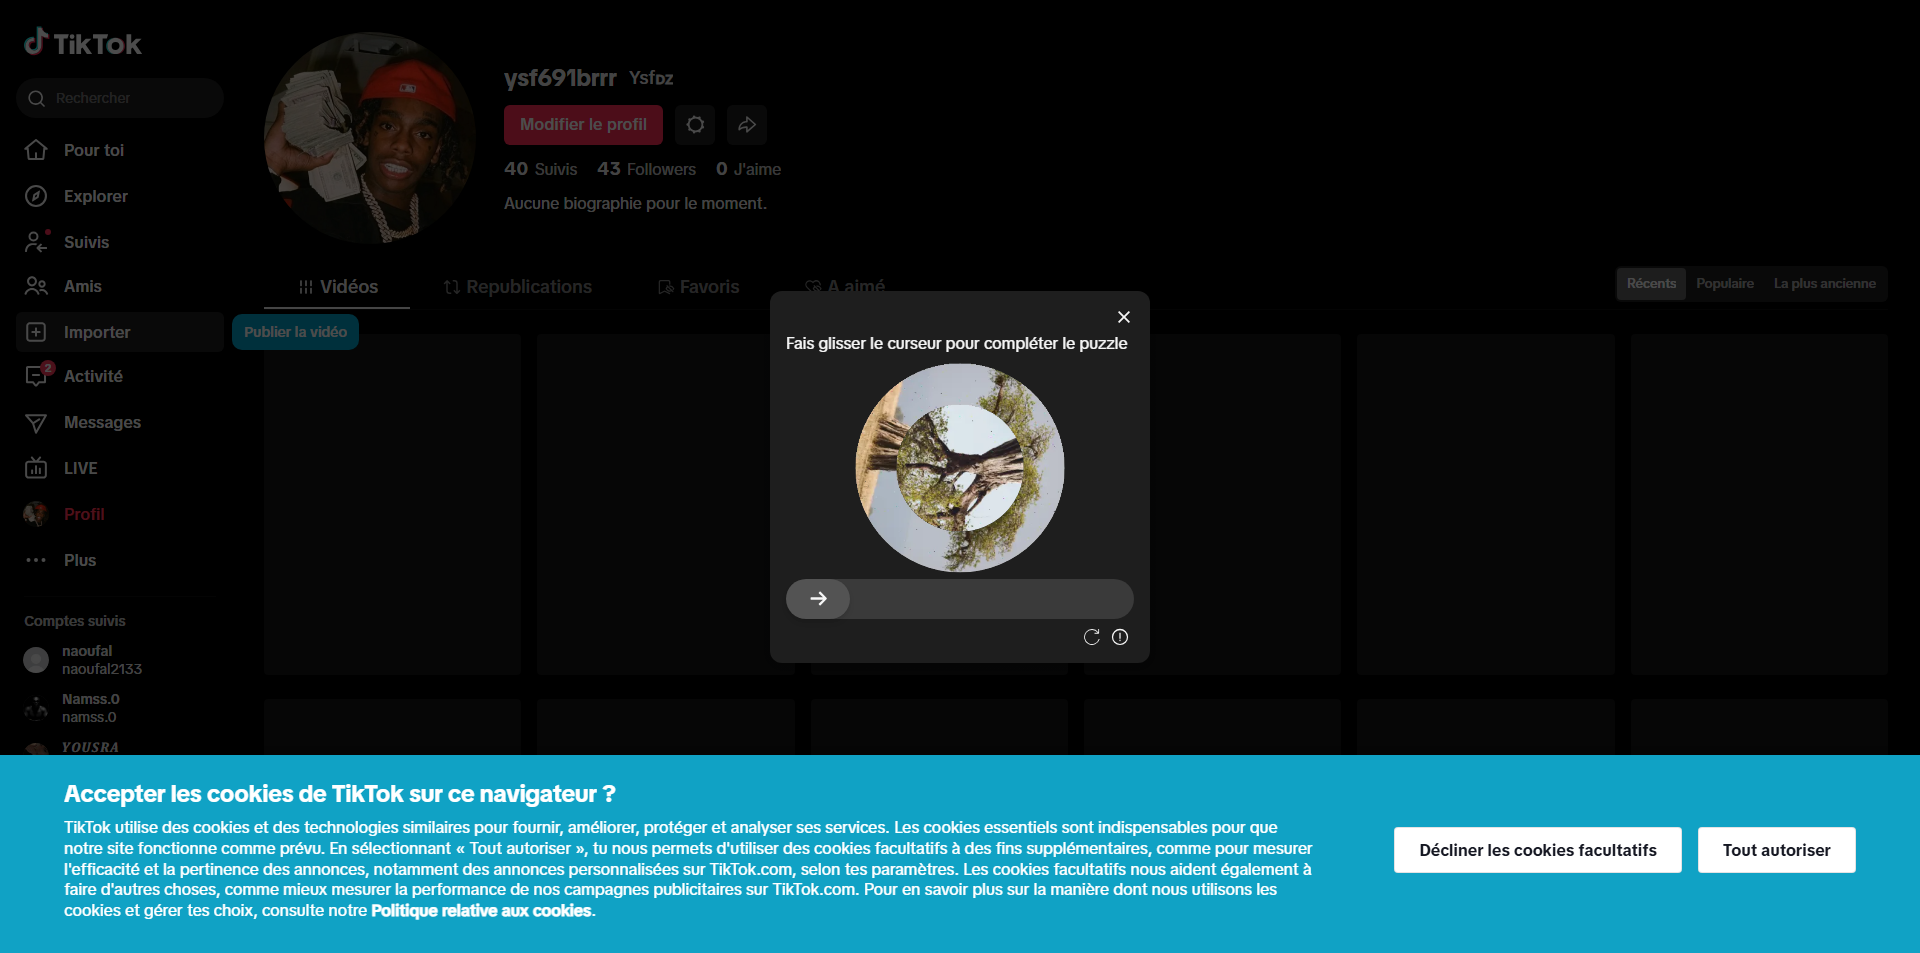 TikTok
Rechercher
Pour toi
Explorer
Suivis
Amis
Importer
Publier la vidéo
2
Activité
Messages
LIVE
Profil
Plus
Comptes suivis
naoufal
naoufal2133
Namss.0
namss.0
YOUSRA
ysf691brrr YsfDZ
Modifier le profil
40 Suivis 43 Followers 0 J'aime
Aucune biographie pour le moment.
Vidéos Republications Favoris A aimé
Récents Populaire La plus ancienne
Fais glisser le curseur pour compléter le puzzle
Accepter les cookies de TikTok sur ce navigateur ?
TikTok utilise des cookies et des technologies similaires pour fournir, améliorer, protéger et analyser ses services. Les cookies essentiels sont indispensables pour que
notre site fonctionne comme prévu. En sélectionnant « Tout autoriser », tu nous permets d'utiliser des cookies facultatifs à des fins supplémentaires, comme pour mesurer
l'efficacité et la pertinence des annonces, notamment des annonces personnalisées sur TikTok.com, selon tes paramètres. Les cookies facultatifs nous aident également à
faire d'autres choses, comme mieux mesurer la performance de nos campagnes publicitaires sur TikTok.com. Pour en savoir plus sur la manière dont nous utilisons les
cookies et gérer tes choix, consulte notre Politique relative aux cookies.
Décliner les cookies facultatifs
Tout autoriser